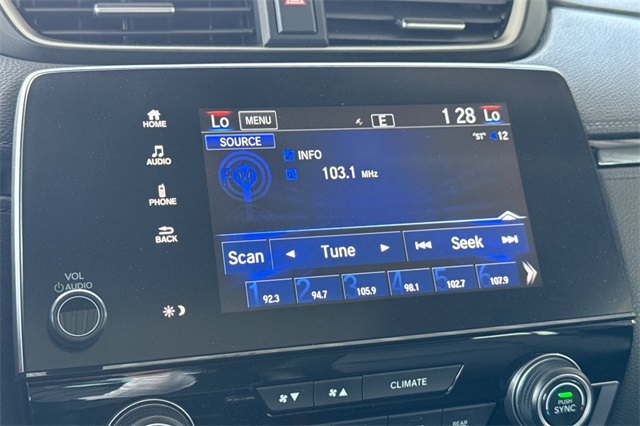 Lo MENU E 1 28 Lo
SOURCE "ST" 12
HOME
INFO
FM
103.1 MHz
AUDIO
PHONE
BACK
Scan Tune Seek
1 92.3 2 94.7 3 105.9 4 98.1 5 102.7 6 107.9
VOL
AUDIO
CLIMATE
PUSH
SYNC
REAR